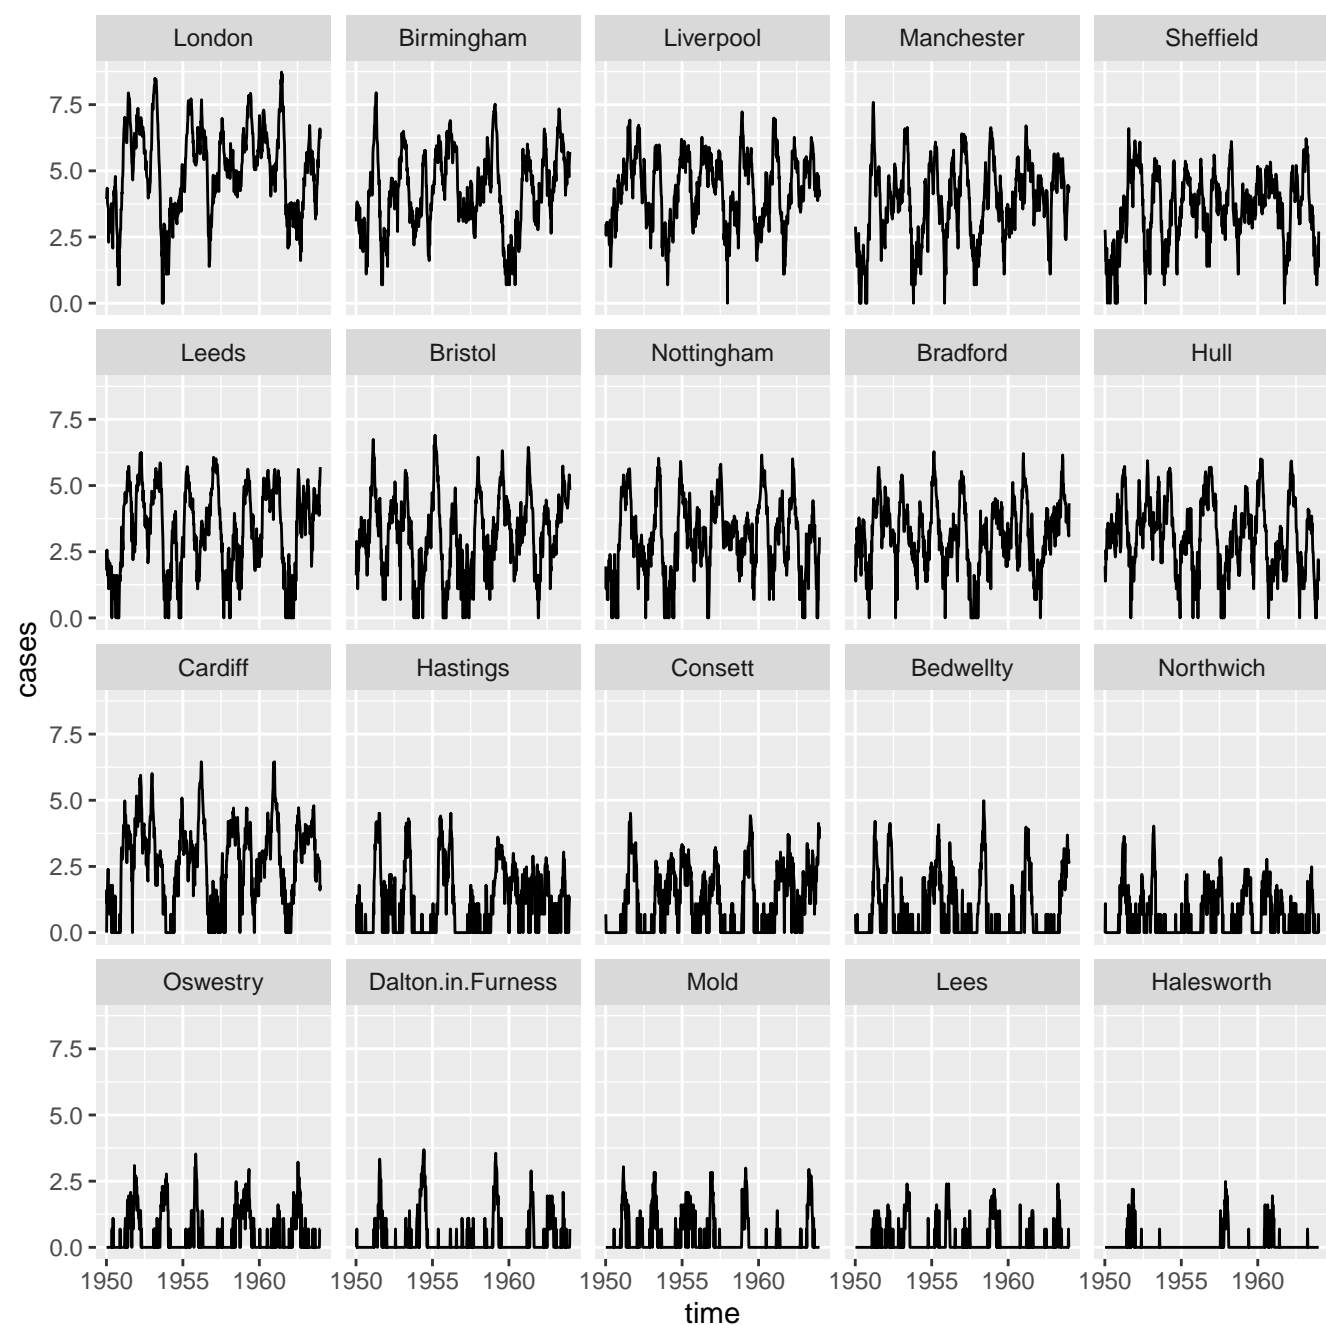 London Birmingham Liverpool Manchester Sheffield
7.5
5.0
2.5
0.0
Leeds Bristol Nottingham Bradford Hull
7.5
5.0
2.5
0.0
cases
Cardiff Hastings Consett Bedwellty Northwich
7.5
5.0
2.5
0.0
Oswestry Dalton.in.Furness Mold Lees Halesworth
7.5
5.0
2.5
0.0
1950 1955 1960 1950 1955 1960 1950 1955 1960 1950 1955 1960 1950 1955 1960
time